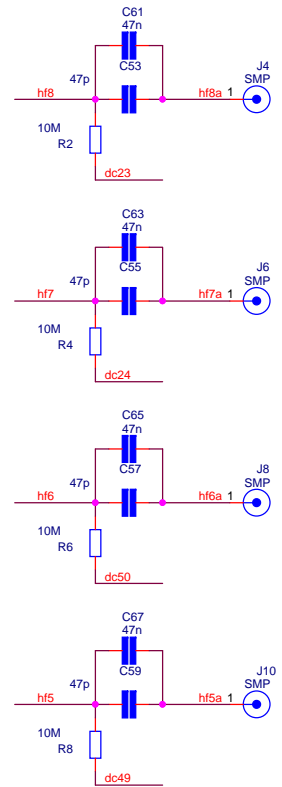 C61
47n
J4
SMP
47p
C53
hf8
hf8a
1
10M
R2
dc23
C63
47n
J6
SMP
47p
C55
hf7
hf7a
1
10M
R4
dc24
C65
47n
J8
SMP
47p
C57
hf6
hf6a
1
10M
R6
dc50
C67
47n
J10
SMP
47p
C59
hf5
hf5a
1
10M
R8
dc49